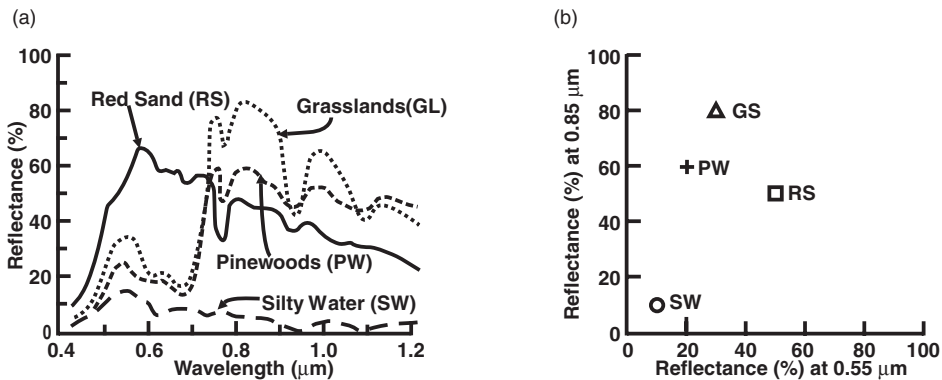 (a)
100
80
60
40
20
0
Reflectance (%)
Red Sand (RS)
Grasslands(GL)
Pinewoods (PW)
Silty Water (SW)
0.4
0.6
0.8
1.0
1.2
Wavelength (μm)
(b)
100
80
60
40
20
0
Reflectance (%) at 0.85 μm
GS
PW
RS
SW
0
20
40
60
80
100
Reflectance (%) at 0.55 μm